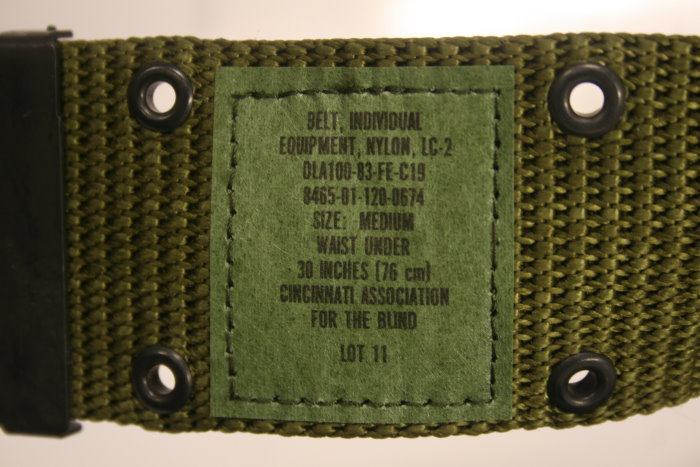 BELT, INDIVIDUAL
EQUIPMENT, NYLON, LC-2
DLA100-83-FE-C19
8465-01-120-0674
SIZE: MEDIUM
WAIST UNDER
30 INCHES (76 cm)
CINCINNATI ASSOCIATION
FOR THE BLIND
LOT 11